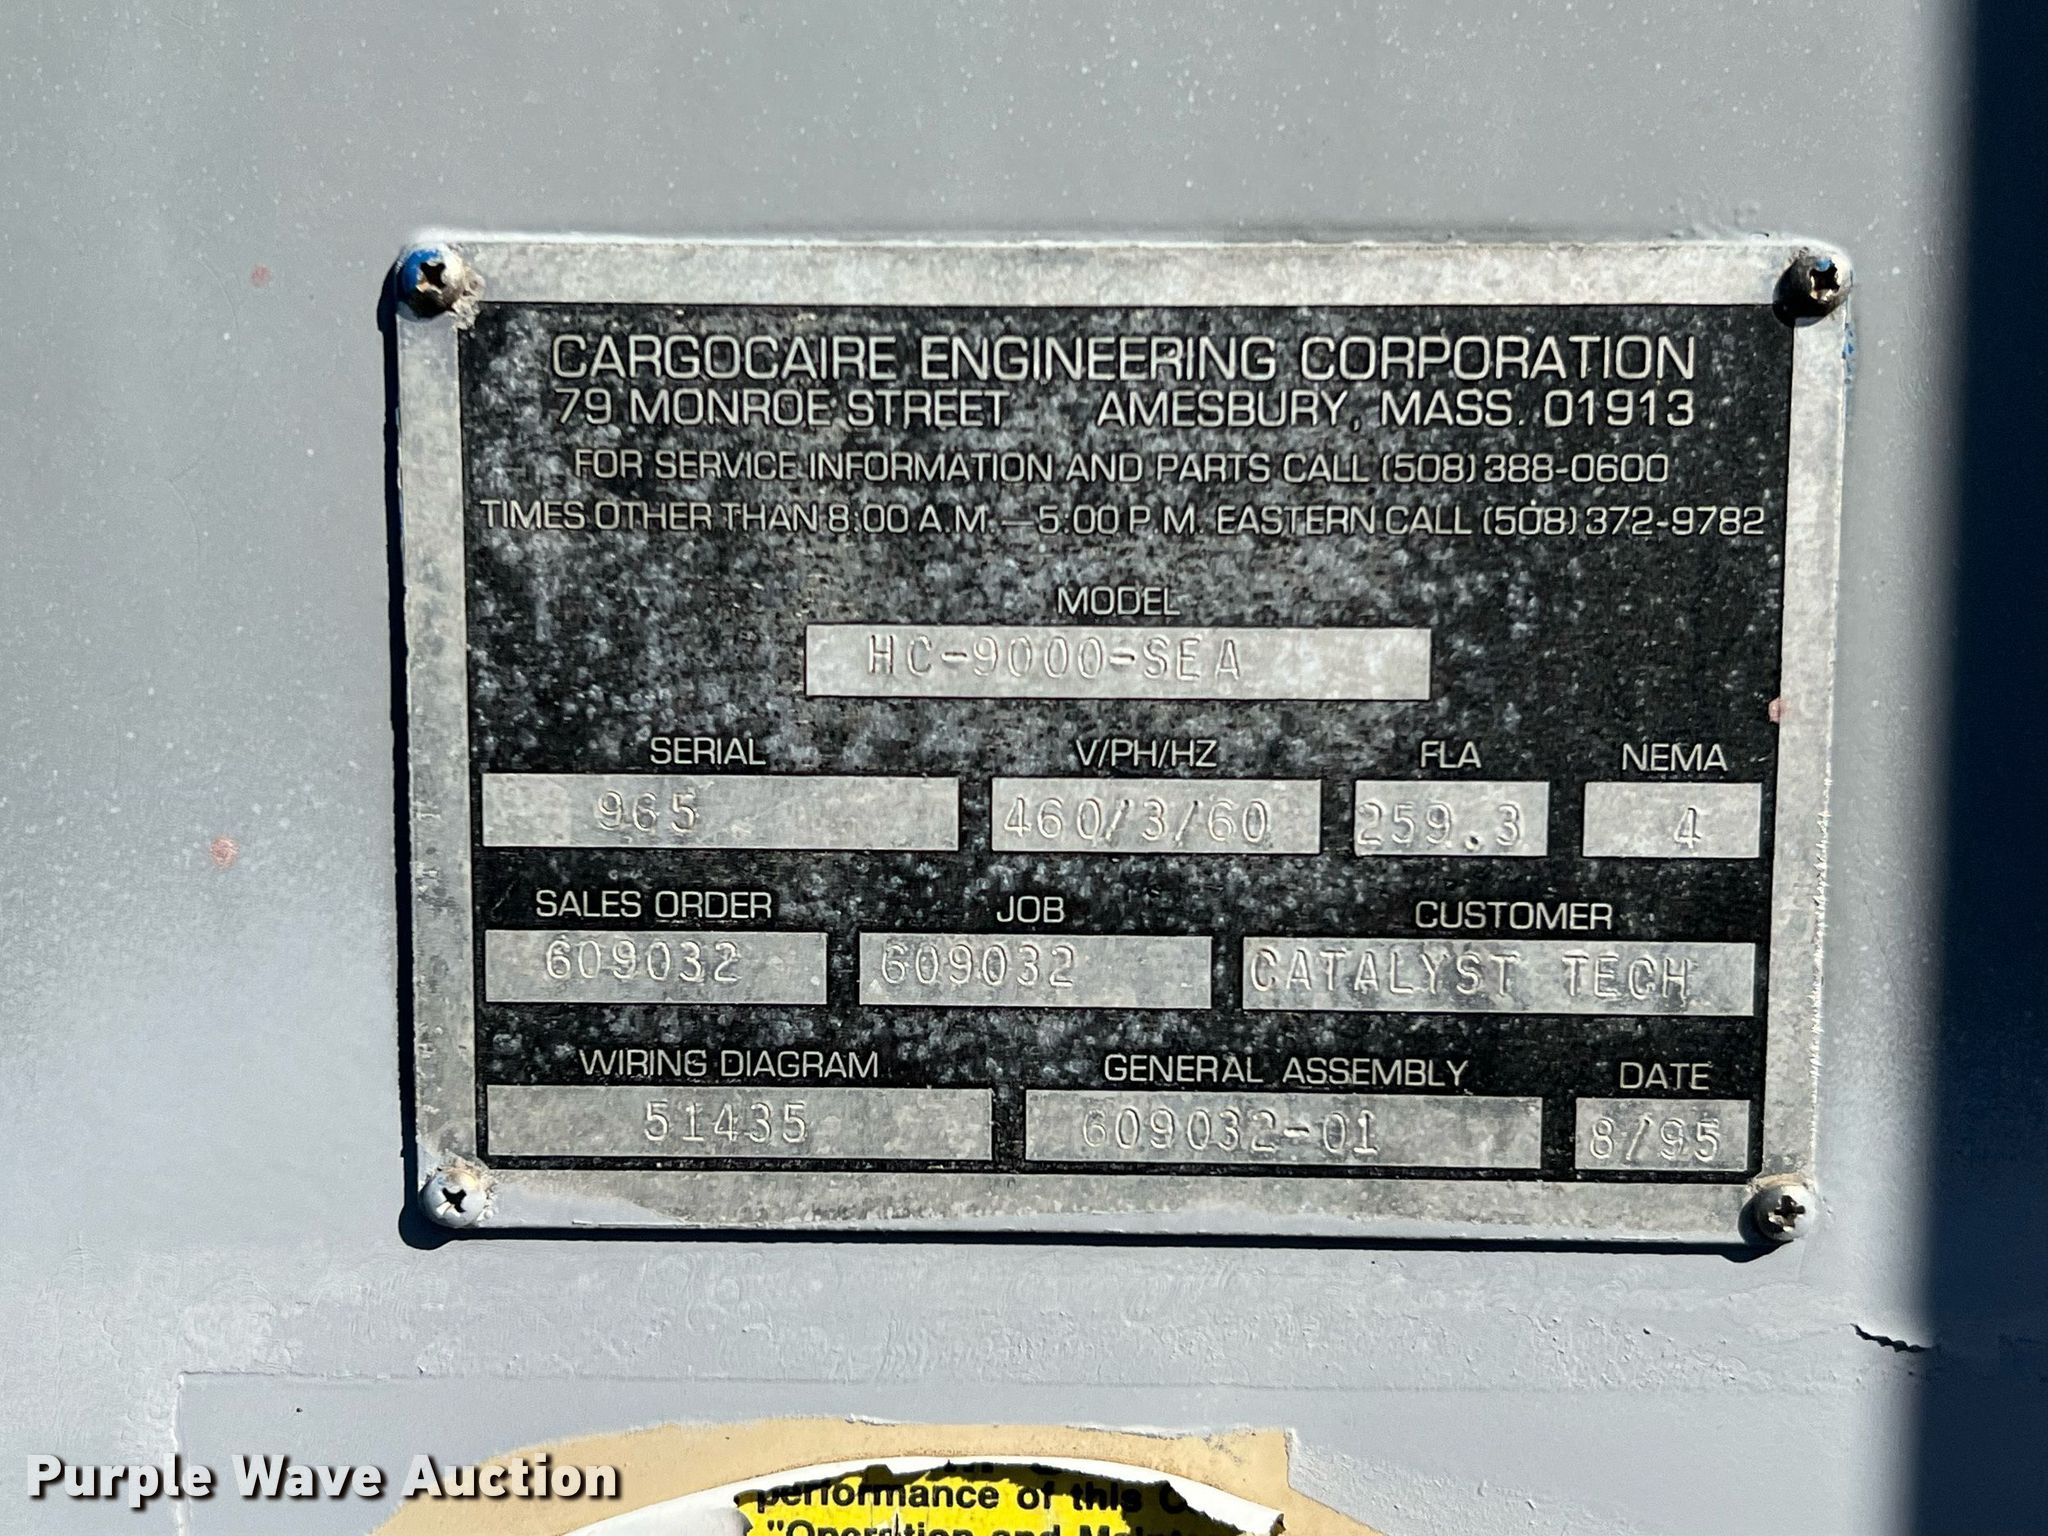 CARGOCAIRE ENGINEERING CORPORATION
79 MONROE STREET AMESBURY, MASS. 01913
FOR SERVICE INFORMATION AND PARTS CALL (508) 388-0600
TIMES OTHER THAN 8:00 A.M. — 5:00 P.M. EASTERN CALL (508) 372-9782
MODEL
HC-9000-SEA
SERIAL V/PH/HZ FLA NEMA
965 460/3/60 259.3 4
SALES ORDER JOB CUSTOMER
609032 609032 CATALYST TECH
WIRING DIAGRAM GENERAL ASSEMBLY DATE
51435 609032-01 8/95
performance of this
"Operation and
Purple Wave Auction